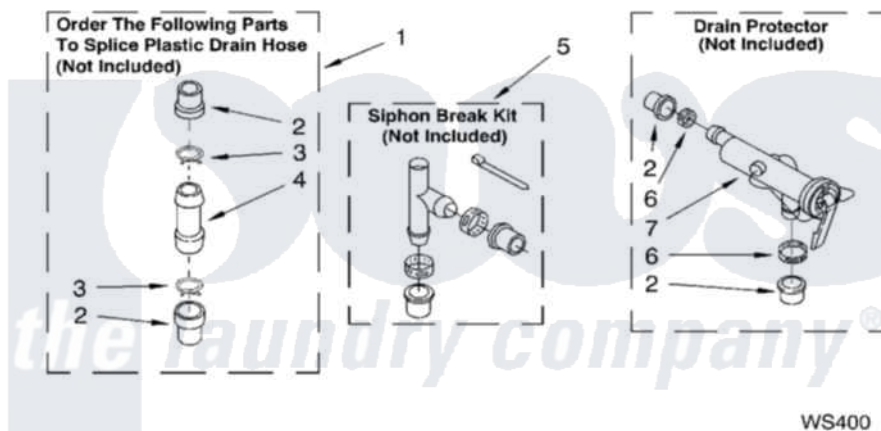 Order The Following Parts
To Splice Plastic Drain Hose
(Not Included)
1
2
3
4
3
2
5
Siphon Break Kit
(Not Included)
Drain Protector
(Not Included)
2
6
7
6
2
the laundry company®
WS400